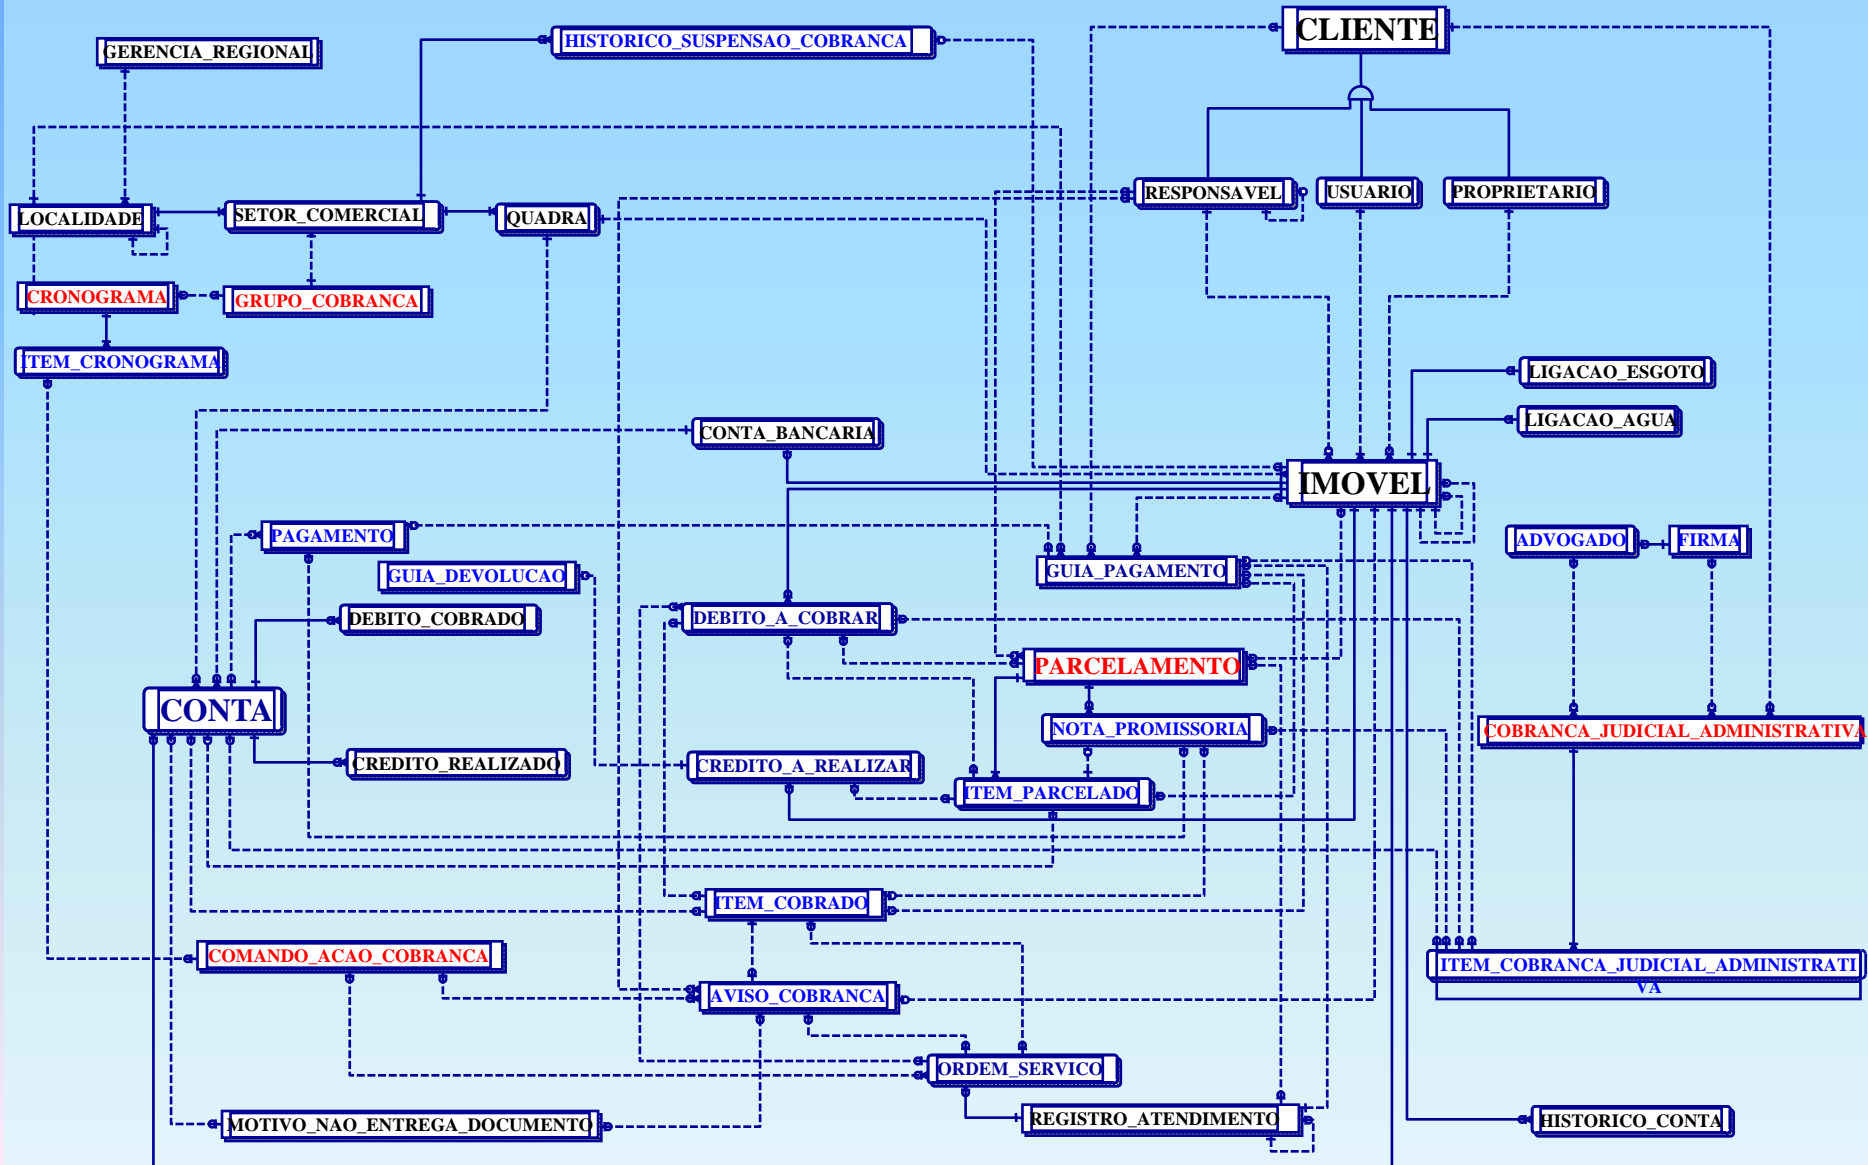 CLIENTE
HISTORICO_SUSPENSAO_COBRANCA
GERENCIA_REGIONAL
RESPONSAVEL
USUARIO
PROPRIETARIO
LOCALIDADE
SETOR_COMERCIAL
QUADRA
CRONOGRAMA
GRUPO_COBRANCA
ITEM_CRONOGRAMA
LIGACAO_ESGOTO
LIGACAO_AGUA
CONTA_BANCARIA
IMOVEL
PAGAMENTO
ADVOGADO
FIRMA
GUIA_DEVOLUCAO
GUIA_PAGAMENTO
DEBITO_COBRADO
DEBITO_A_COBRAR
PARCELAMENTO
CONTA
NOTA_PROMISSORIA
COBRANCA_JUDICIAL_ADMINISTRATIVA
CREDITO_REALIZADO
CREDITO_A_REALIZAR
ITEM_PARCELADO
ITEM_COBRADO
COMANDO_ACAO_COBRANCA
ITEM_COBRANCA_JUDICIAL_ADMINISTRATI
VA
AVISO_COBRANCA
ORDEM_SERVICO
MOTIVO_NAO_ENTREGA_DOCUMENTO
REGISTRO_ATENDIMENTO
HISTORICO_CONTA